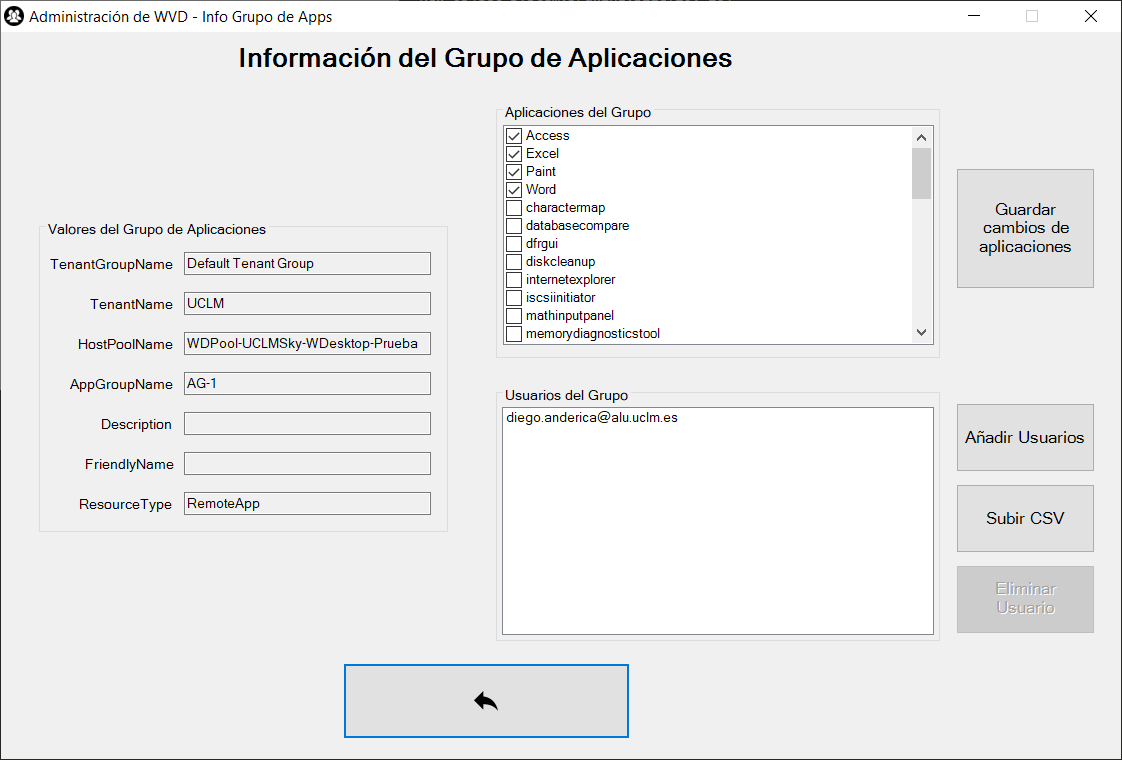 Administración de WVD - Info Grupo de Apps
Información del Grupo de Aplicaciones
Valores del Grupo de Aplicaciones
TenantGroupName Default Tenant Group
TenantName UCLM
HostPoolName WDPool-UCLMSky-WDesktop-Prueba
AppGroupName AG-1
Description
FriendlyName
ResourceType RemoteApp
Aplicaciones del Grupo
Access
Excel
Paint
Word
charactermap
databasecompare
dfrgui
diskcleanup
internetexplorer
iscsiinitiator
mathinputpanel
memorydiagnosticstool
Guardar
cambios de
aplicaciones
Usuarios del Grupo
diego.anderica@alu.uclm.es
Añadir Usuarios
Subir CSV
Eliminar
Usuario